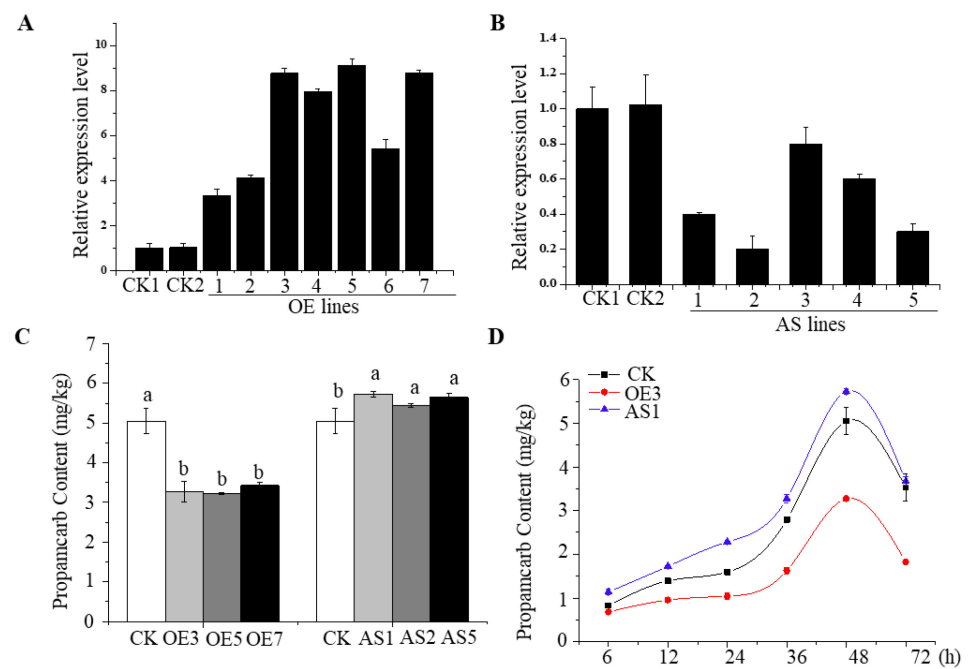 A
Relative expression level
10
8
6
4
2
0
CK1 CK2 1 2 3 4 5 6 7
OE lines
B
Relative expression level
1.4
1.2
1.0
0.8
0.6
0.4
0.2
0.0
CK1 CK2 1 2 3 4 5
AS lines
C
Propamcarb Content (mg/kg)
7
6
5
4
3
2
1
0
a b b b b a a a
CK OE3 OE5 OE7 CK AS1 AS2 AS5
D
CK
OE3
AS1
Propamcarb Content (mg/kg)
6
5
4
3
2
1
0
6 12 24 36 48 72 (h)